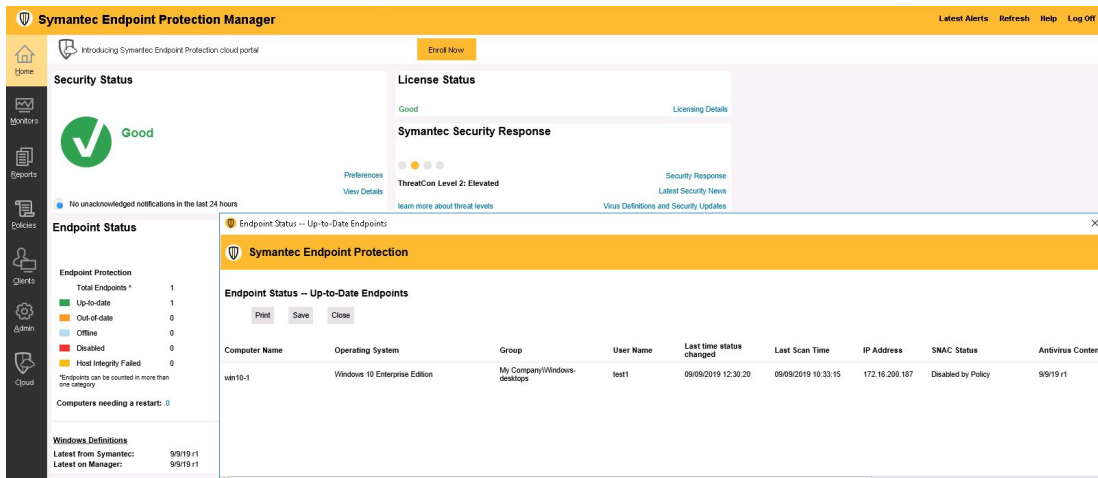 Symantec Endpoint Protection Manager
Latest Alerts Refresh Help Log Off
Introducing Symantec Endpoint Protection cloud portal
Enroll Now
Home
Monitors
Reports
Policies
Clients
Admin
Cloud
Security Status
Good
Preferences
View Details
No unacknowledged notifications in the last 24 hours
License Status
Good
Licensing Details
Symantec Security Response
ThreatCon Level 2: Elevated
Security Response
Latest Security News
learn more about threat levels
Virus Definitions and Security Updates
Endpoint Status
Endpoint Protection
Total Endpoints * 1
Up-to-date 1
Out-of-date 0
Offline 0
Disabled 0
Host Integrity Failed 0
*Endpoints can be counted in more than
one category
Computers needing a restart: 0
Windows Definitions
Latest from Symantec: 9/9/19 r1
Latest on Manager: 9/9/19 r1
Endpoint Status -- Up-to-Date Endpoints
Symantec Endpoint Protection
Endpoint Status -- Up-to-Date Endpoints
Print Save Close
Computer Name Operating System Group User Name Last time status changed Last Scan Time IP Address SNAC Status Antivirus Conten
win10-1 Windows 10 Enterprise Edition My Company\Windows-desktops test1 09/09/2019 12:30:20 09/09/2019 10:33:15 172.16.200.187 Disabled by Policy 9/9/19 r1